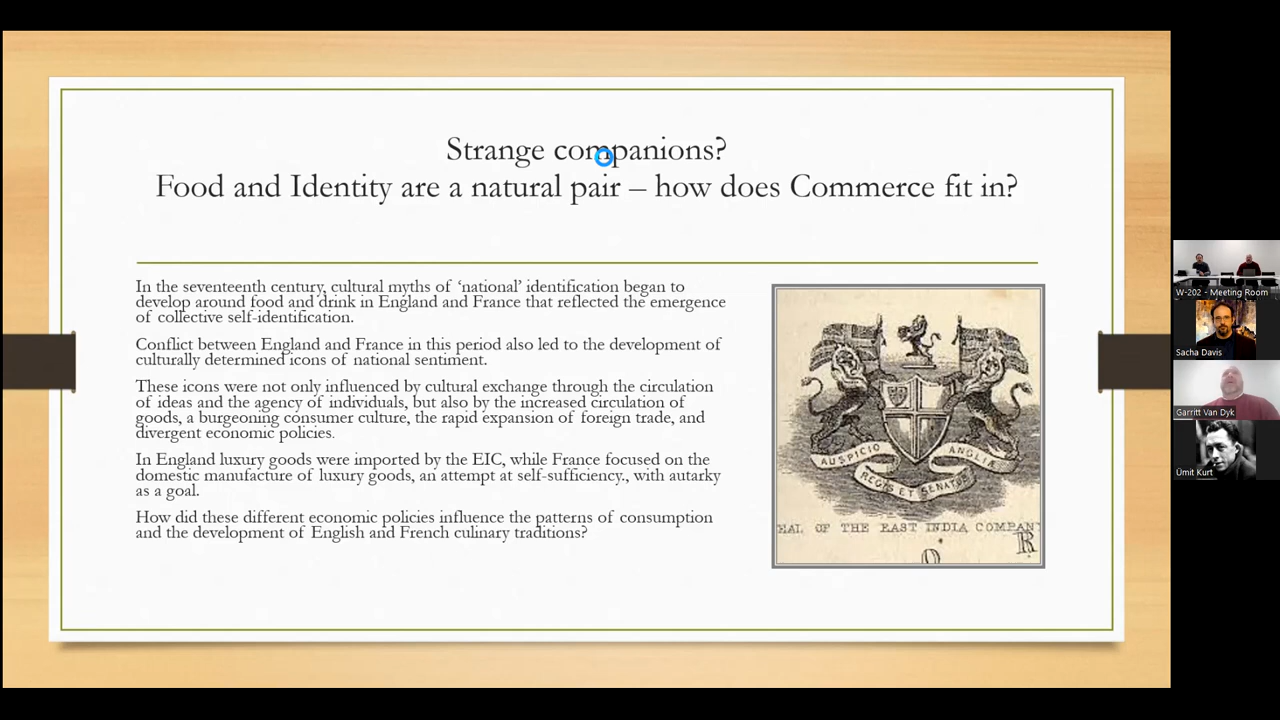 Strange companions?
Food and Identity are a natural pair – how does Commerce fit in?
In the seventeenth century, cultural myths of ‘national’ identification began to
develop around food and drink in England and France that reflected the emergence
of collective self-identification.
Conflict between England and France in this period also led to the development of
culturally determined icons of national sentiment.
These icons were not only influenced by cultural exchange through the circulation
of ideas and the agency of individuals, but also by the increased circulation of
goods, a burgeoning consumer culture, the rapid expansion of foreign trade, and
divergent economic policies.
In England luxury goods were imported by the EIC, while France focused on the
domestic manufacture of luxury goods, an attempt at self-sufficiency., with autarky
as a goal.
How did these different economic policies influence the patterns of consumption
and the development of English and French culinary traditions?
AUSPICIO ANGLIÆ
REGIS ET SENATUS
EAL OF THE EAST INDIA COMPANY
O R
W-202 - Meeting Room
Sacha Davis
Garritt Van Dyk
Ümit Kurt